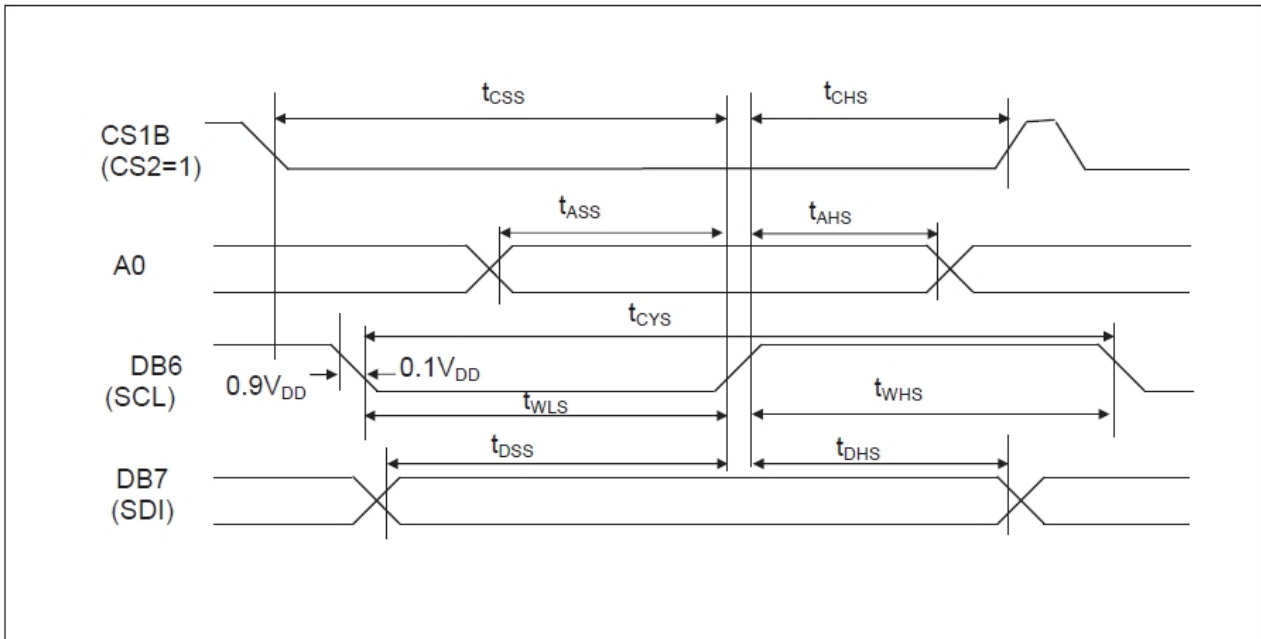 tCSS
tCHS
CS1B
(CS2=1)
tASS
tAHS
A0
tCYS
DB6
(SCL)
0.9VDD
0.1VDD
tWLS
tWHS
tDSS
tDHS
DB7
(SDI)